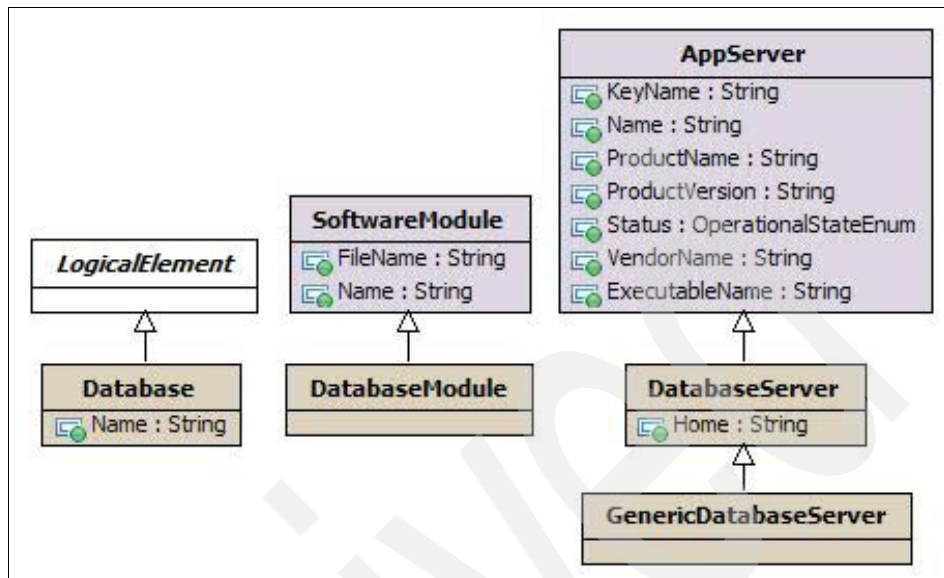 AppServer
KeyName : String
Name : String
ProductName : String
ProductVersion : String
Status : OperationalStateEnum
VendorName : String
ExecutableName : String
SoftwareModule
FileName : String
Name : String
LogicalElement
Database
Name : String
DatabaseModule
DatabaseServer
Home : String
GenericDatabaseServer